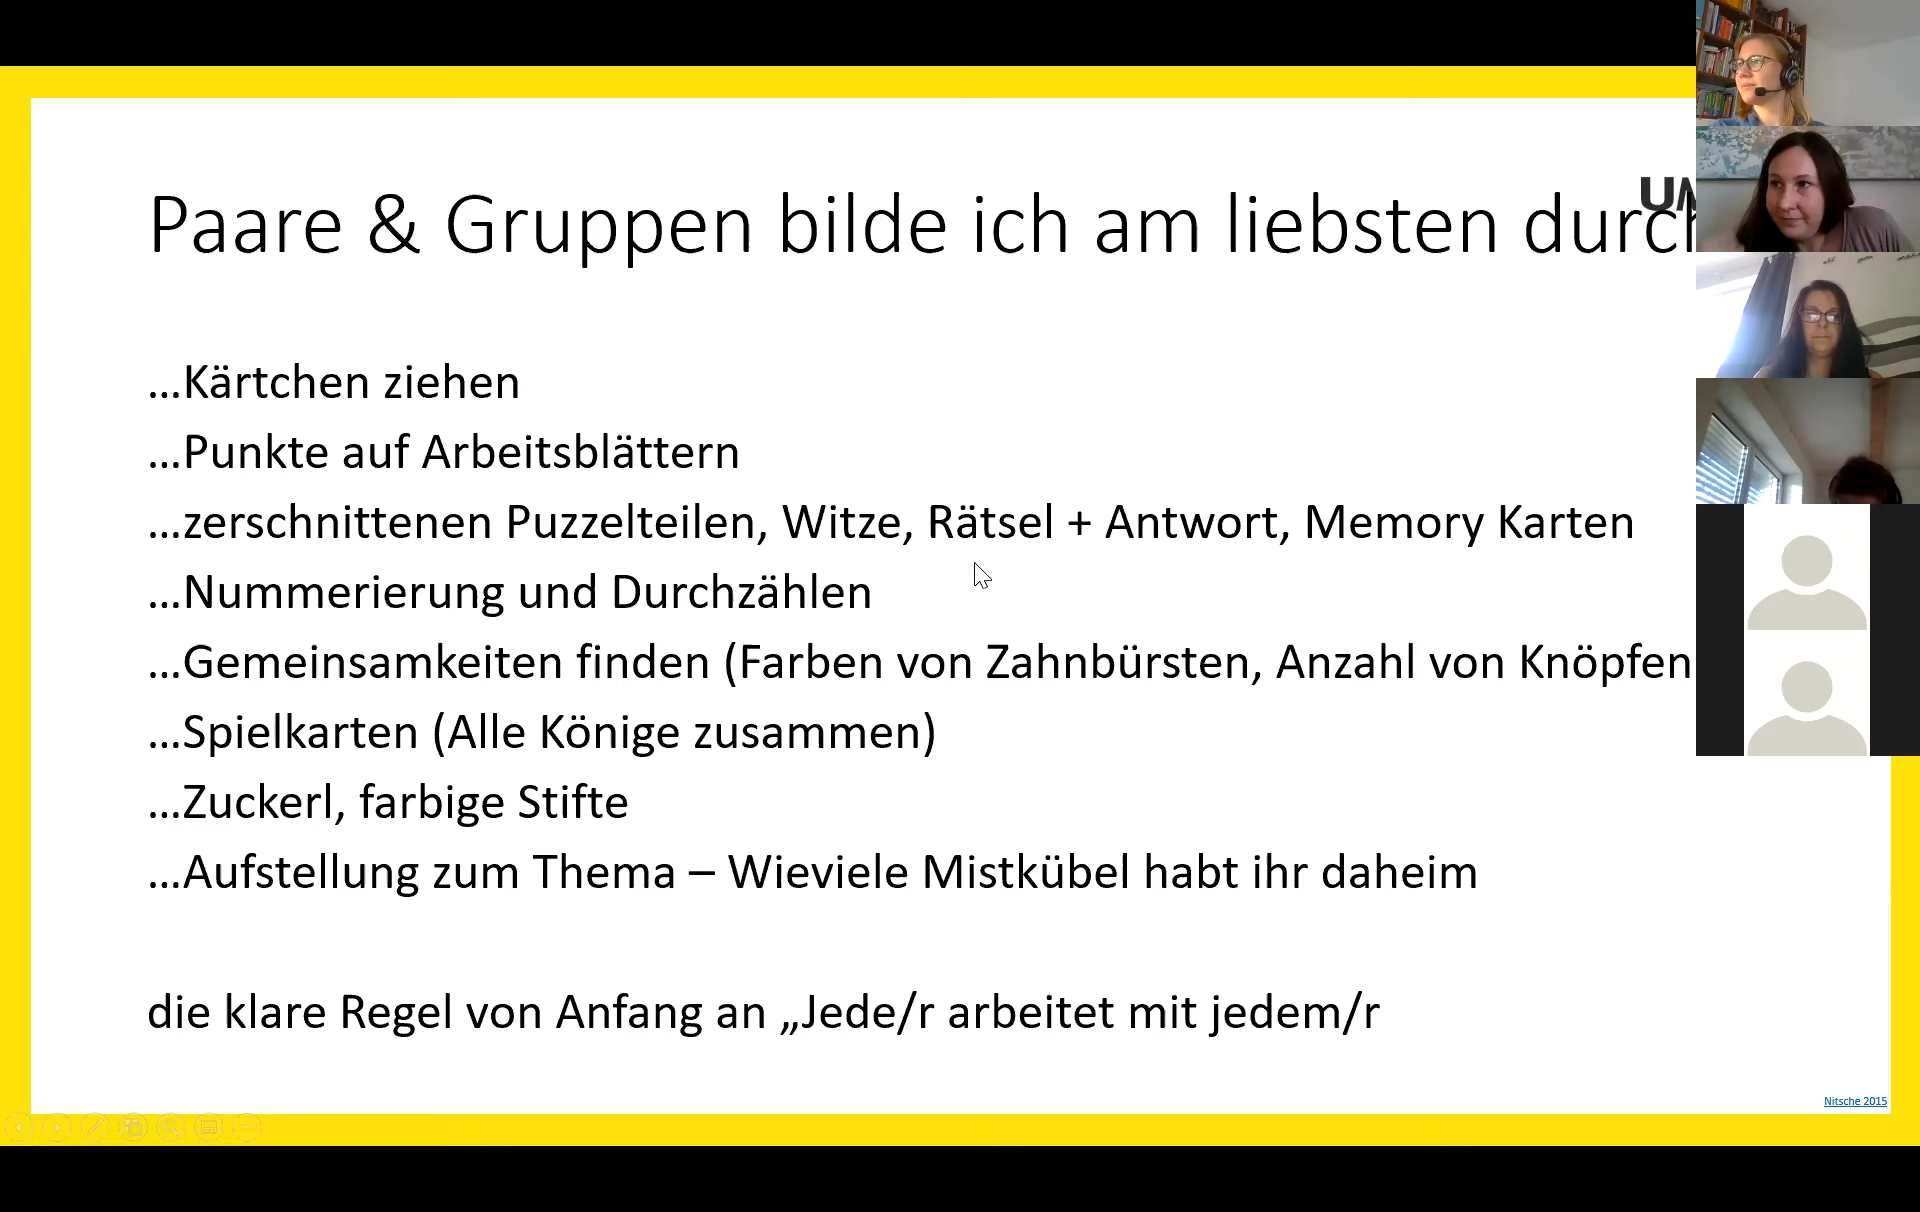 Paare & Gruppen bilde ich am liebsten durch
…Kärtchen ziehen
…Punkte auf Arbeitsblättern
…zerschnittenen Puzzelteilen, Witze, Rätsel + Antwort, Memory Karten
…Nummerierung und Durchzählen
…Gemeinsamkeiten finden (Farben von Zahnbürsten, Anzahl von Knöpfen
…Spielkarten (Alle Könige zusammen)
…Zuckerl, farbige Stifte
…Aufstellung zum Thema – Wieviele Mistkübel habt ihr daheim
die klare Regel von Anfang an „Jede/r arbeitet mit jedem/r
Nitsche 2015